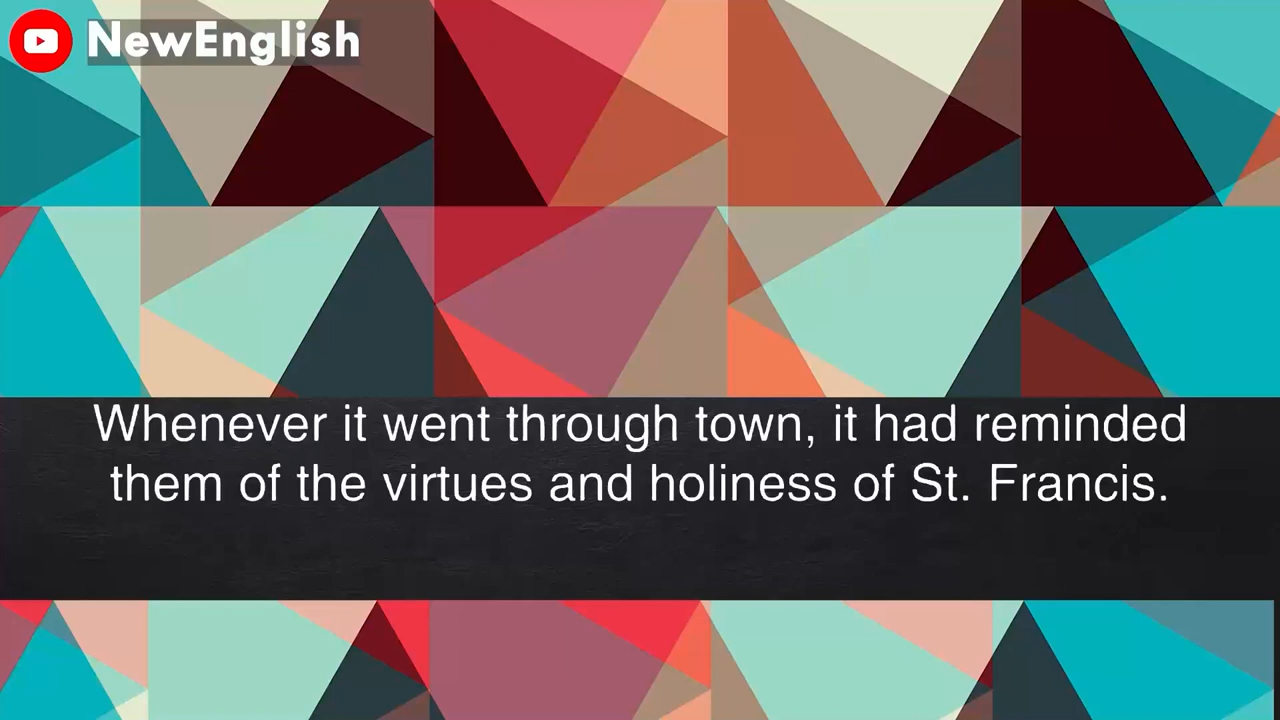 NewEnglish
Whenever it went through town, it had reminded
them of the virtues and holiness of St. Francis.